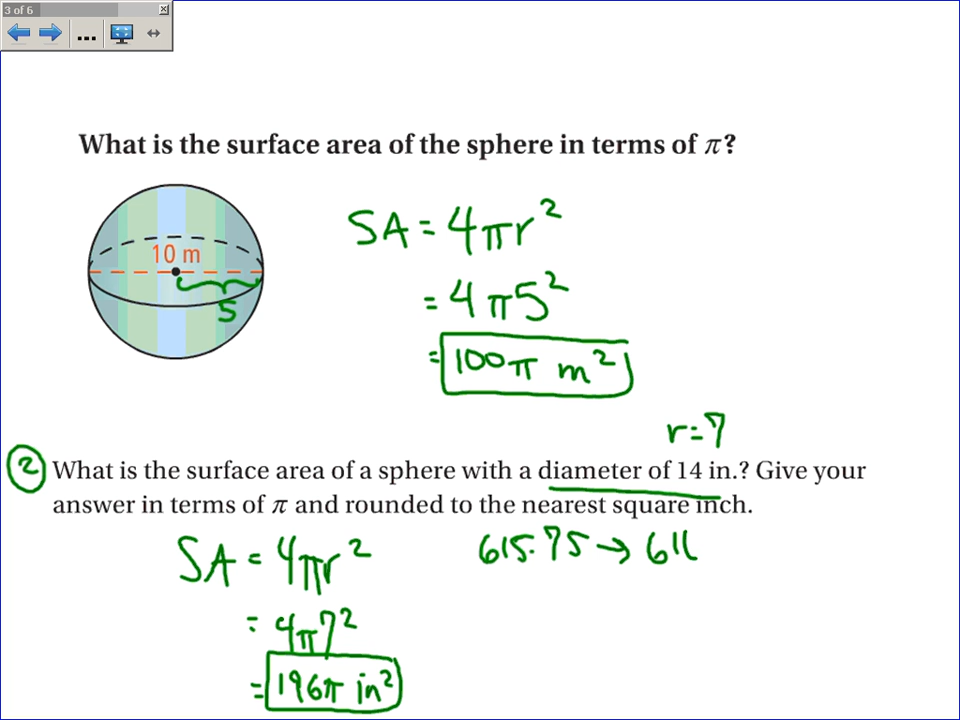 3 of 6
What is the surface area of the sphere in terms of π?
10 m
5
SA = 4πr²
= 4π5²
= 100π m²
r=7
② What is the surface area of a sphere with a diameter of 14 in.? Give your
answer in terms of π and rounded to the nearest square inch.
SA = 4πr²
= 4π7²
= 196π in²
615.75 →